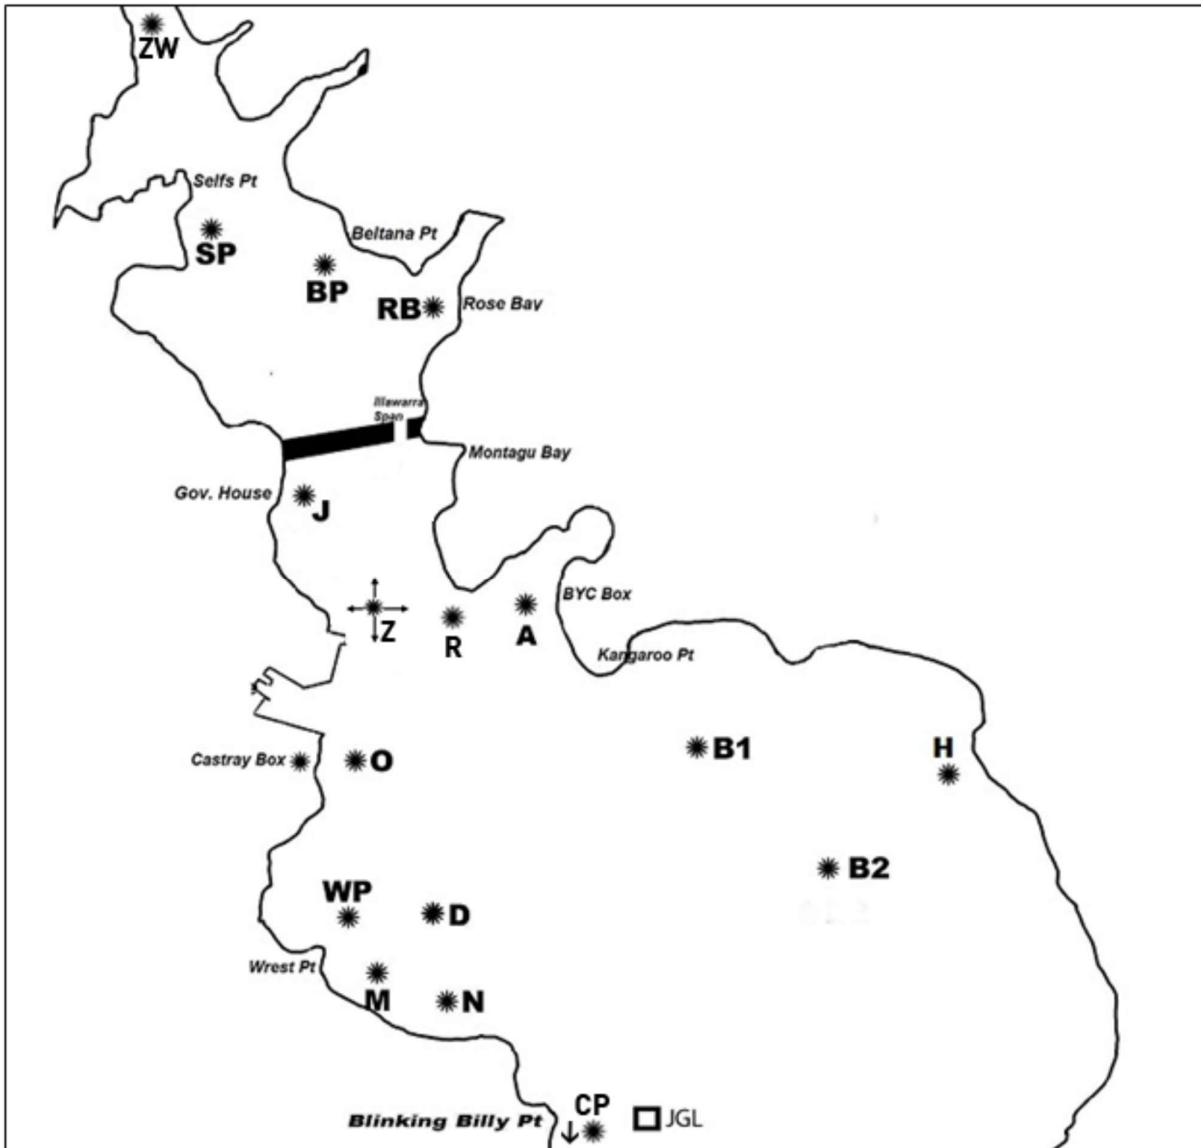 ZW
Selfs Pt
SP
Beltana Pt
BP
RB
Rose Bay
Illawarra
Span
Montagu Bay
Gov. House
J
Z
R
A
BYC Box
Kangaroo Pt
Castray Box
O
B1
H
B2
WP
D
Wrest Pt
M
N
Blinking Billy Pt
CP
JGL